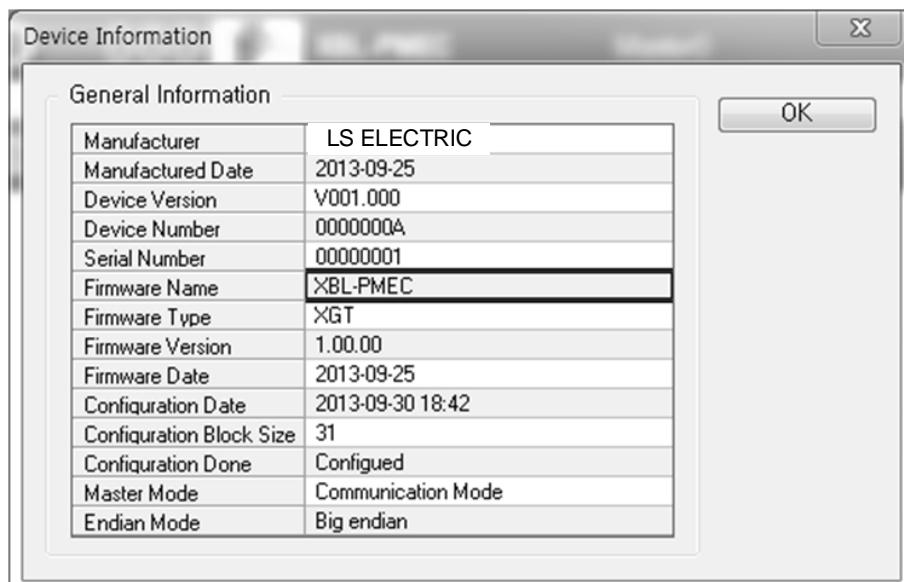 Device Information
General Information
OK
Manufacturer LS ELECTRIC
Manufactured Date 2013-09-25
Device Version V001.000
Device Number 0000000A
Serial Number 00000001
Firmware Name XBL-PMEC
Firmware Type XGT
Firmware Version 1.00.00
Firmware Date 2013-09-25
Configuration Date 2013-09-30 18:42
Configuration Block Size 31
Configuration Done Configued
Master Mode Communication Mode
Endian Mode Big endian